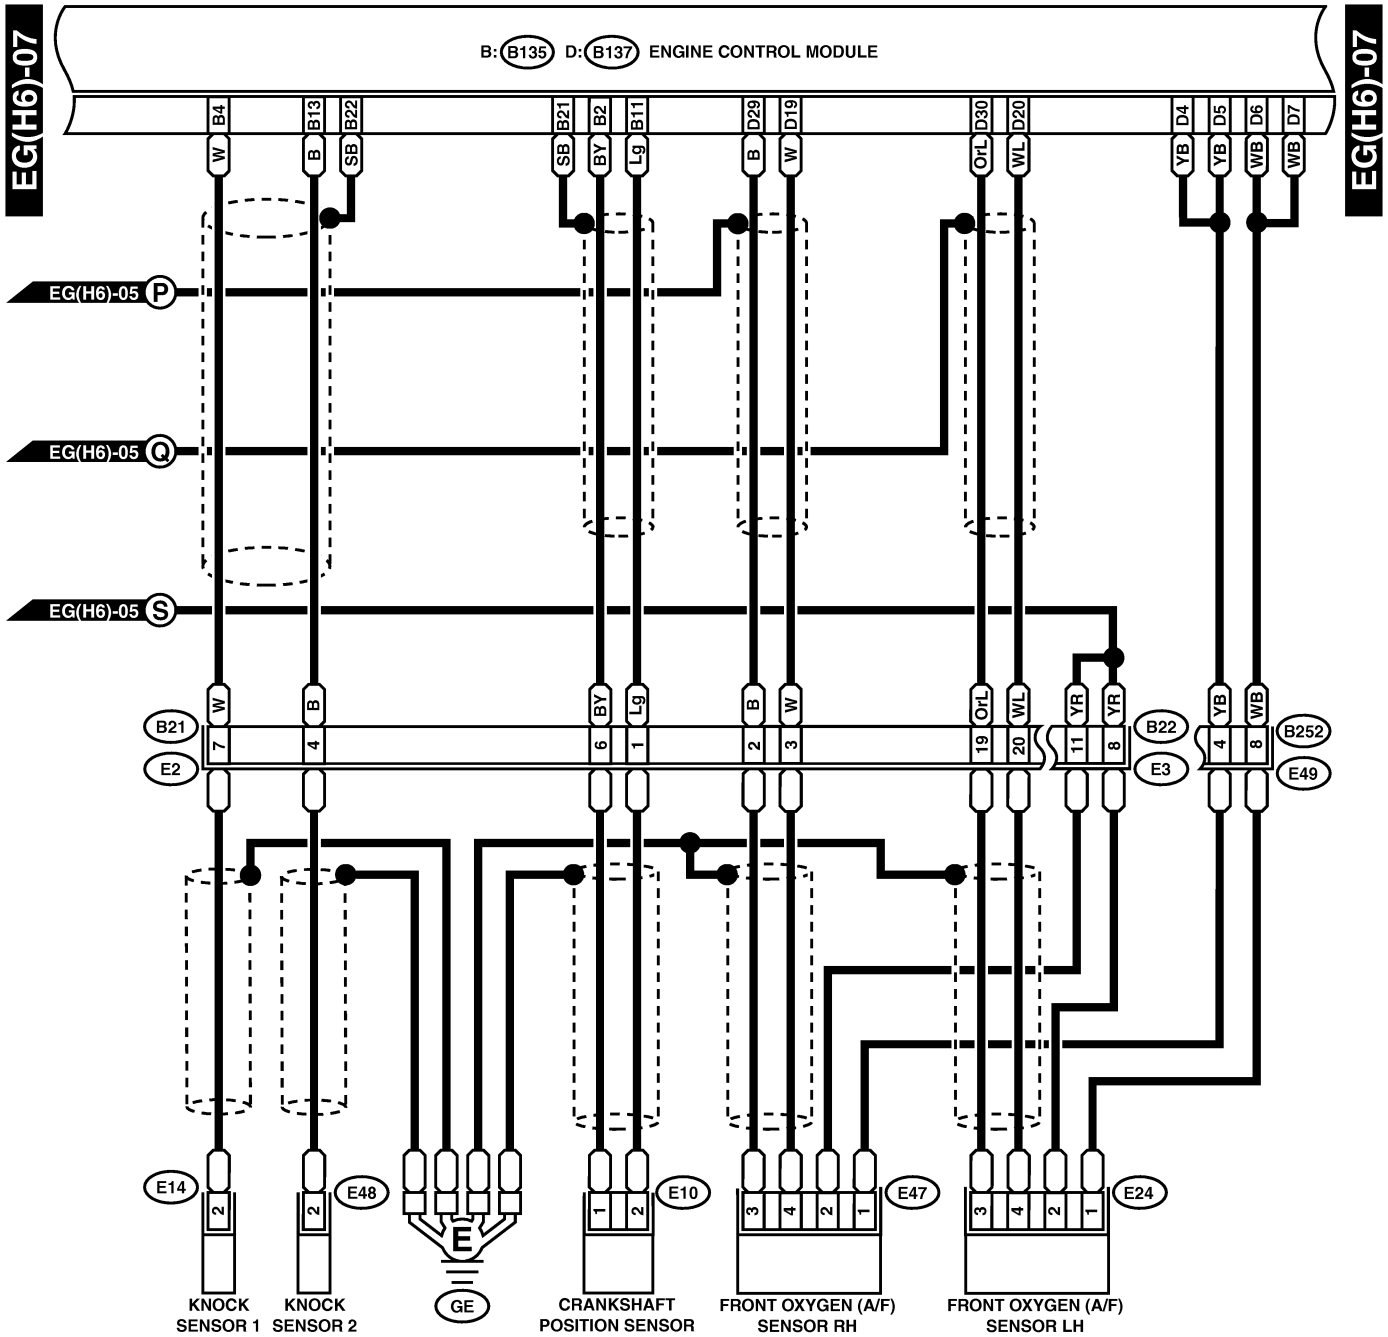 EG(H6)-07
EG(H6)-07
B: B135 D: B137 ENGINE CONTROL MODULE
B4 B13 B22 B21 B2 B11 D29 D19 D30 D20 D4 D5 D6 D7
W B SB SB BY Lg B W OrL WL YB YB WB WB
EG(H6)-05 P
EG(H6)-05 Q
EG(H6)-05 S
W B BY Lg B W OrL WL YR YR YB WB
B21 7 4 6 1 2 3 19 20 11 8 B22 4 8 B252
E2 E3 E49
E14 2 2 E48 1 2 E10 3 4 2 1 E47 3 4 2 1 E24
E
GE
KNOCK
SENSOR 1
KNOCK
SENSOR 2
CRANKSHAFT
POSITION SENSOR
FRONT OXYGEN (A/F)
SENSOR RH
FRONT OXYGEN (A/F)
SENSOR LH